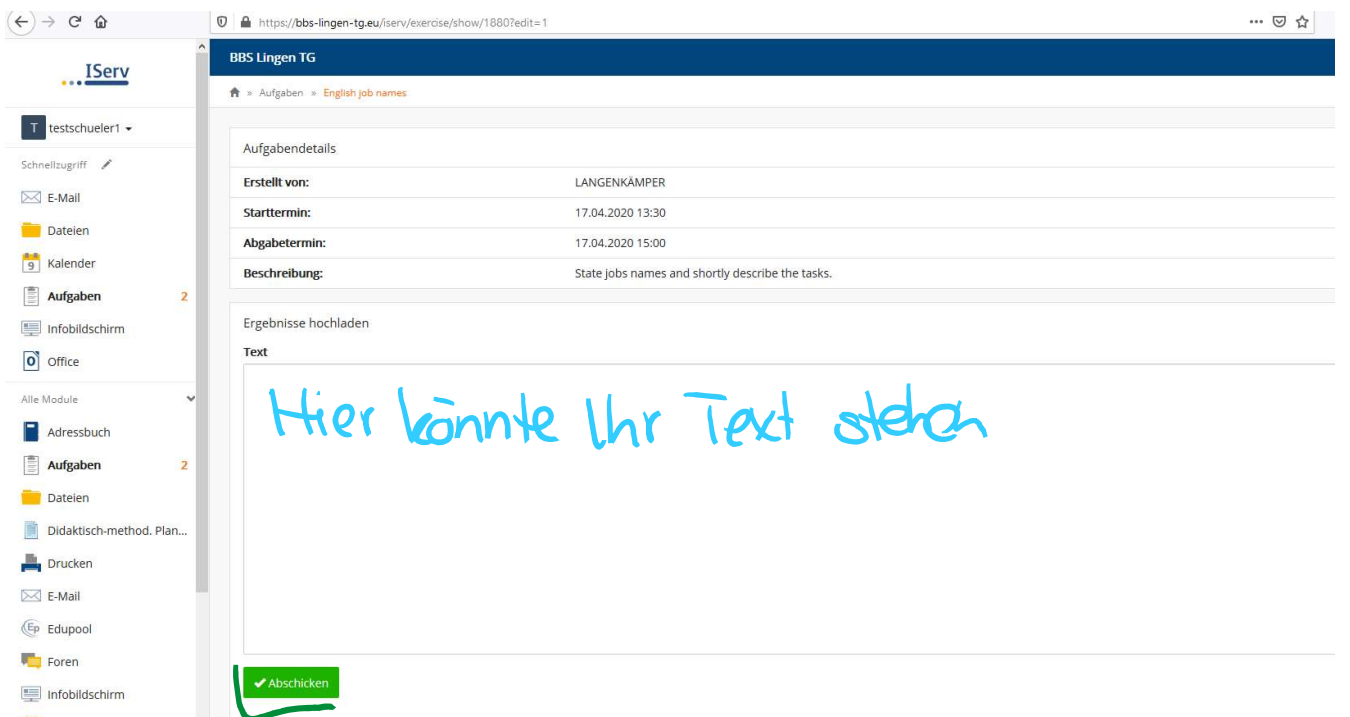 https://bbs-lingen-tg.eu/iserv/exercise/show/1880?edit=1
IServ
BBS Lingen TG
» Aufgaben » English job names
T testschueler1
Schnellzugriff
E-Mail
Dateien
9 Kalender
Aufgaben 2
Infobildschirm
Office
Alle Module
Adressbuch
Aufgaben 2
Dateien
Didaktisch-method. Plan...
Drucken
E-Mail
Ep Edupool
Foren
Infobildschirm
Aufgabendetails
Erstellt von: LANGENKÄMPER
Starttermin: 17.04.2020 13:30
Abgabetermin: 17.04.2020 15:00
Beschreibung: State jobs names and shortly describe the tasks.
Ergebnisse hochladen
Text
Hier könnte Ihr Text stehen
Abschicken